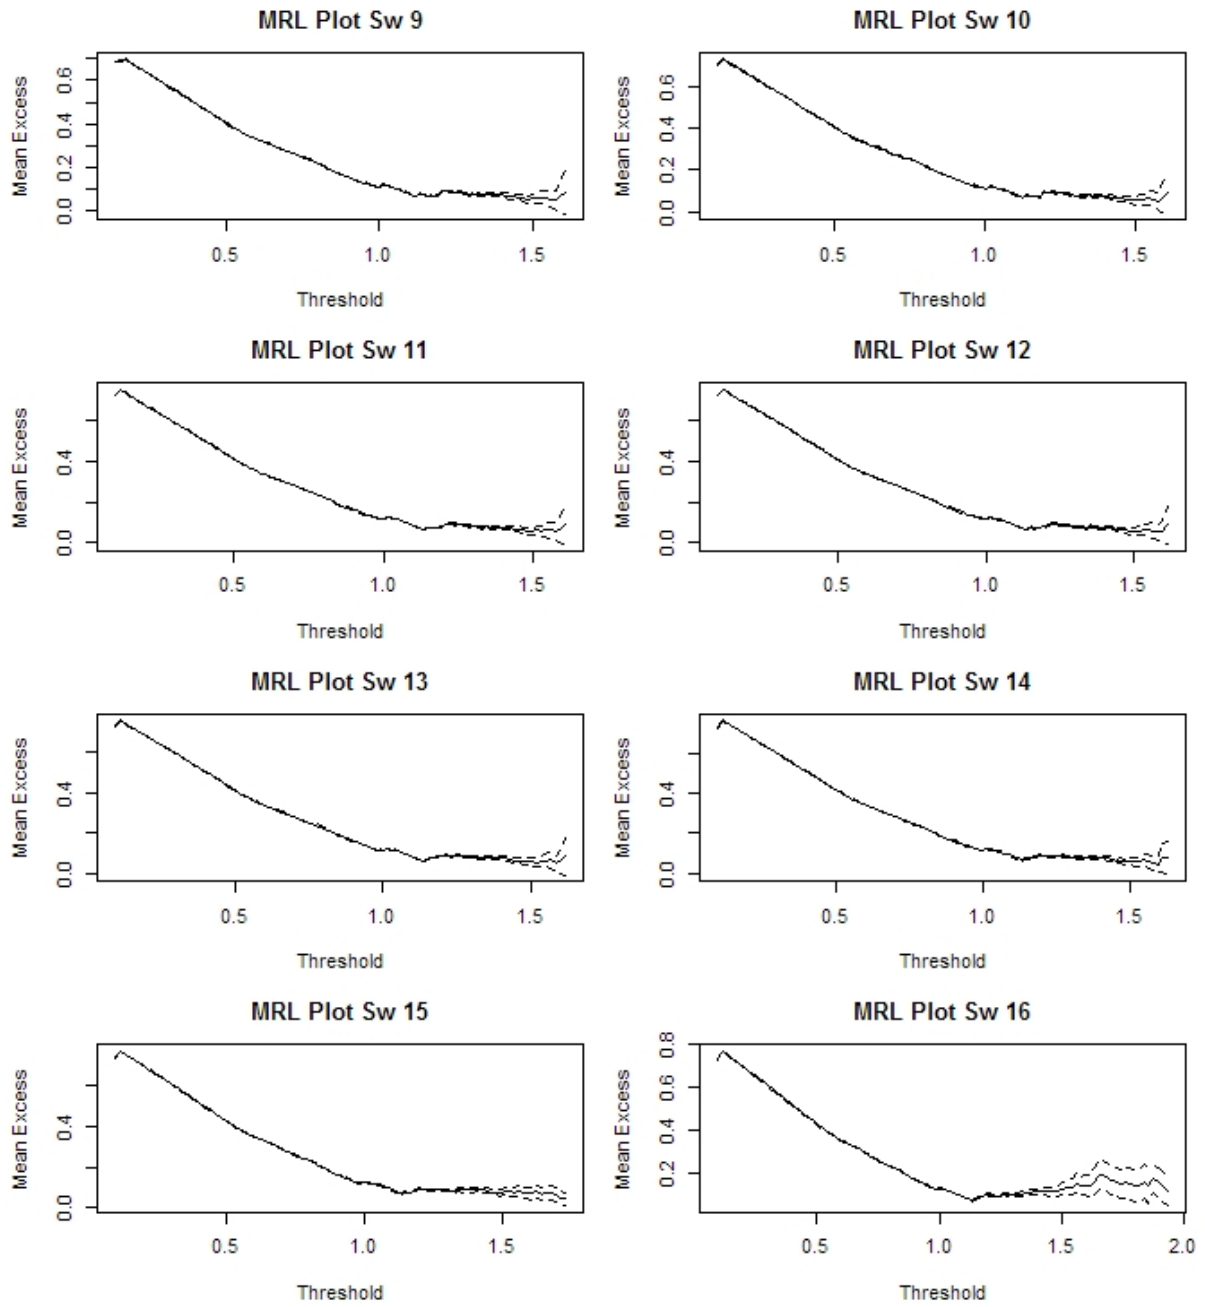 MRL Plot Sw 9
Mean Excess
0.0 0.2 0.4 0.6
0.5 1.0 1.5
Threshold
MRL Plot Sw 10
Mean Excess
0.0 0.2 0.4 0.6
0.5 1.0 1.5
Threshold
MRL Plot Sw 11
Mean Excess
0.0 0.4
0.5 1.0 1.5
Threshold
MRL Plot Sw 12
Mean Excess
0.0 0.4
0.5 1.0 1.5
Threshold
MRL Plot Sw 13
Mean Excess
0.0 0.4
0.5 1.0 1.5
Threshold
MRL Plot Sw 14
Mean Excess
0.0 0.4
0.5 1.0 1.5
Threshold
MRL Plot Sw 15
Mean Excess
0.0 0.4
0.5 1.0 1.5
Threshold
MRL Plot Sw 16
Mean Excess
0.2 0.4 0.6 0.8
0.5 1.0 1.5 2.0
Threshold